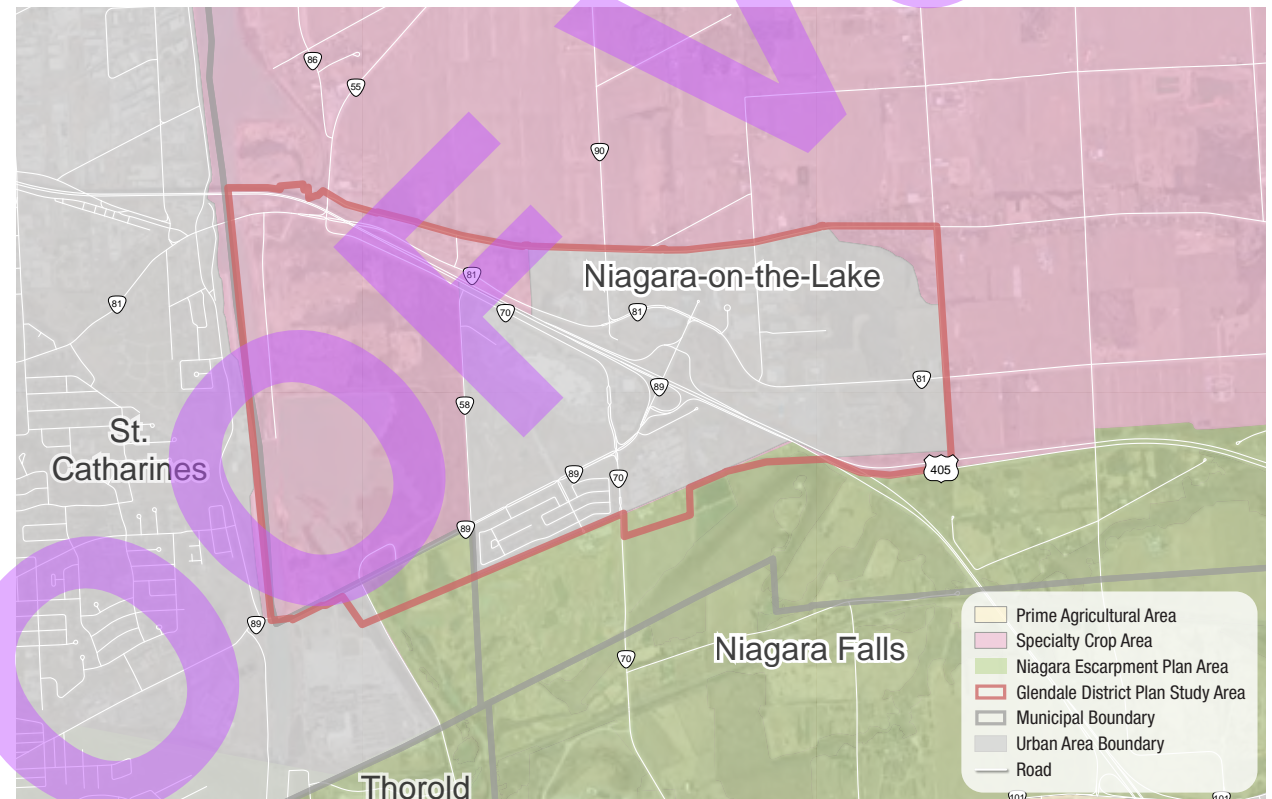 86
55
90
81
Niagara-on-the-Lake
70
81
81
89
81
58
St.
Catharines
89
70
405
89
89
Niagara Falls
70
Thorold
Prime Agricultural Area
Specialty Crop Area
Niagara Escarpment Plan Area
Glendale District Plan Study Area
Municipal Boundary
Urban Area Boundary
Road
101
101